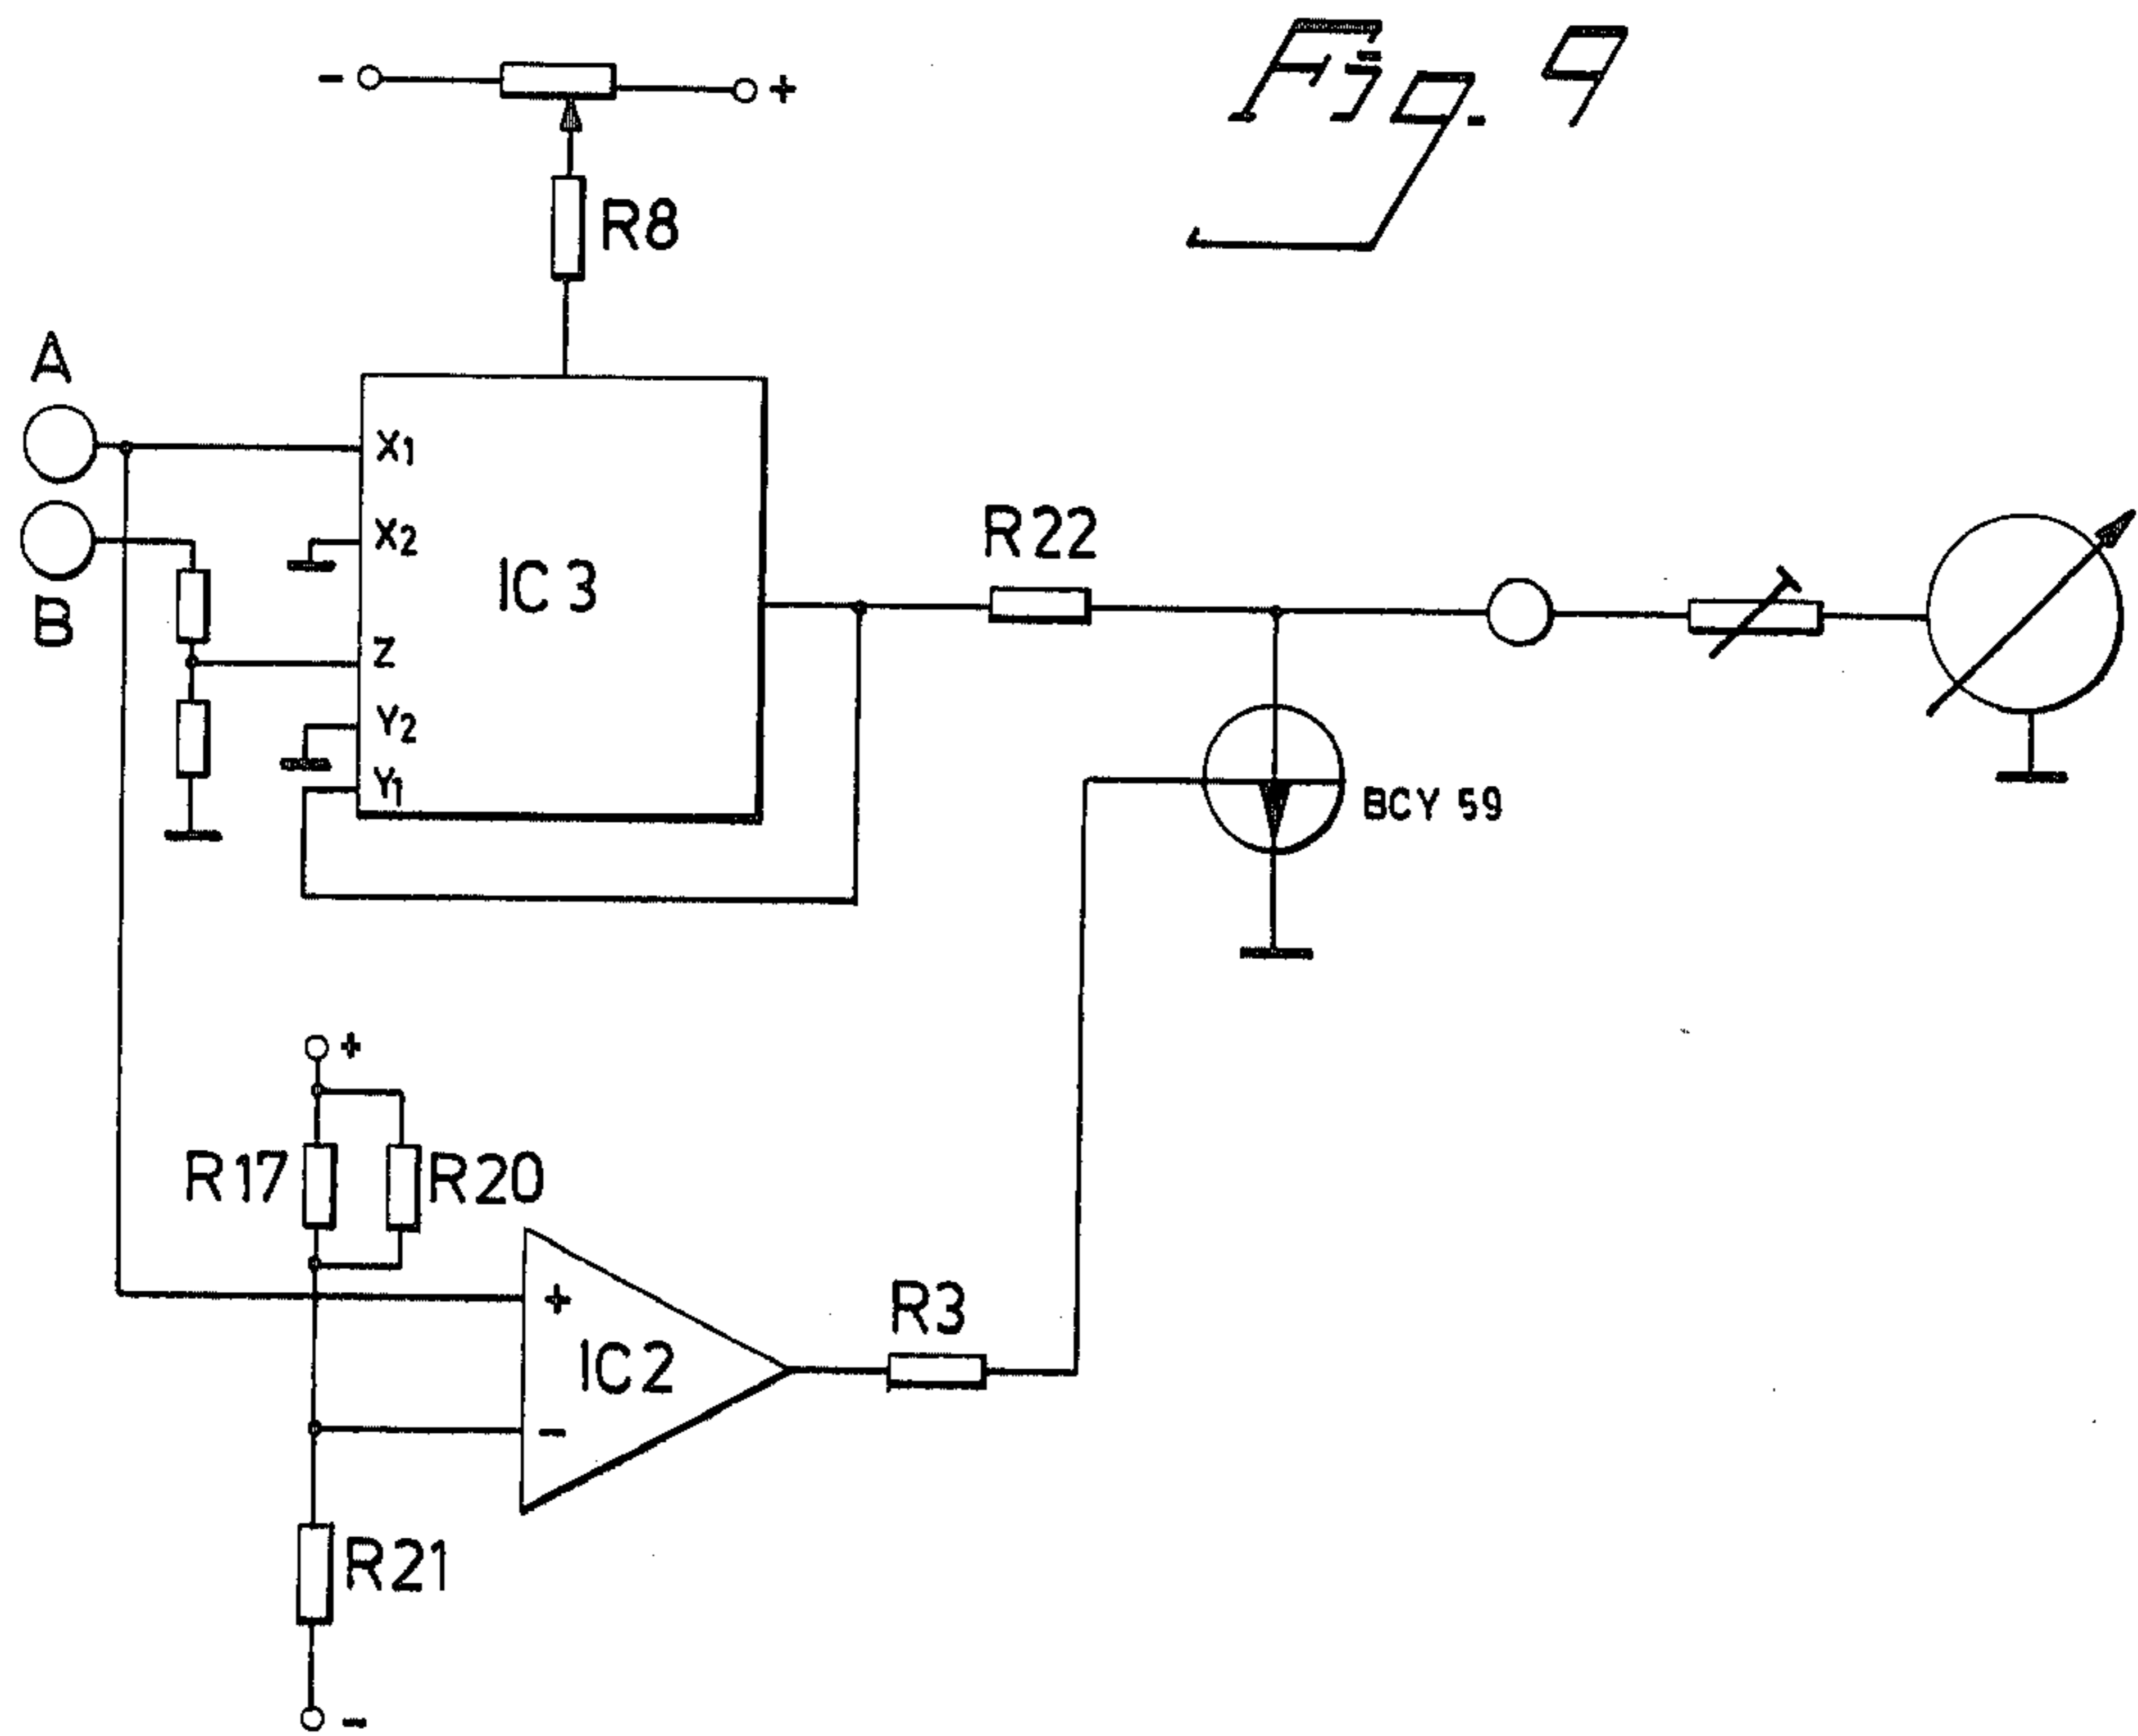 Fig. 9
- +
R8
A
B
X1
X2
Z
Y2
Y1
IC 3
R22
BCY 59
+
R17
R20
+
IC2
-
R3
R21
-